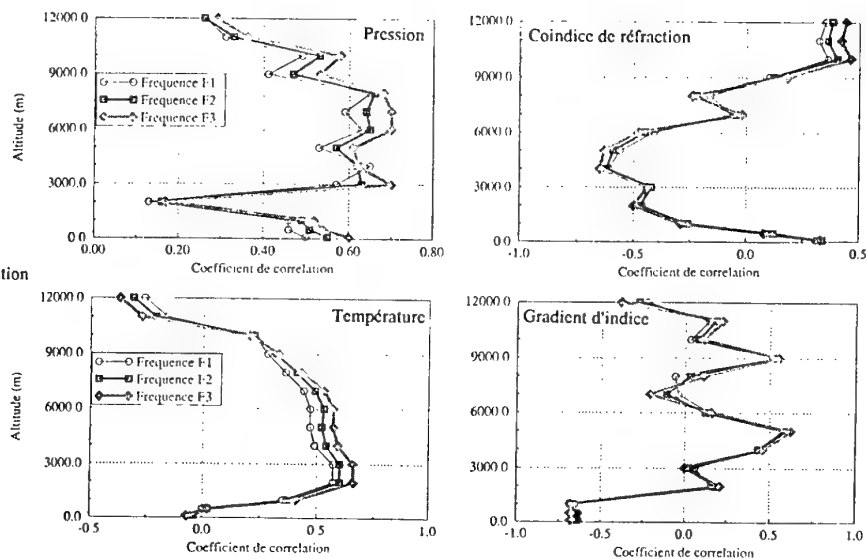 12000.0
9000.0
6000.0
3000.0
0.0
Altitude (m)
Pression
Frequence F1
Frequence F2
Frequence F3
0.00 0.20 0.40 0.60 0.80
Coefficient de correlation
12000.0
9000.0
6000.0
3000.0
0.0
Coindice de réfraction
-1.0 -0.5 0.0 0.5
Coefficient de correlation
tion
12000.0
9000.0
6000.0
3000.0
0.0
Altitude (m)
Température
Frequence F1
Frequence F2
Frequence F3
-0.5 0.0 0.5 1.0
Coefficient de correlation
12000.0
9000.0
6000.0
3000.0
0.0
Gradient d'indice
-1.0 -0.5 0.0 0.5 1.0
Coefficient de correlation